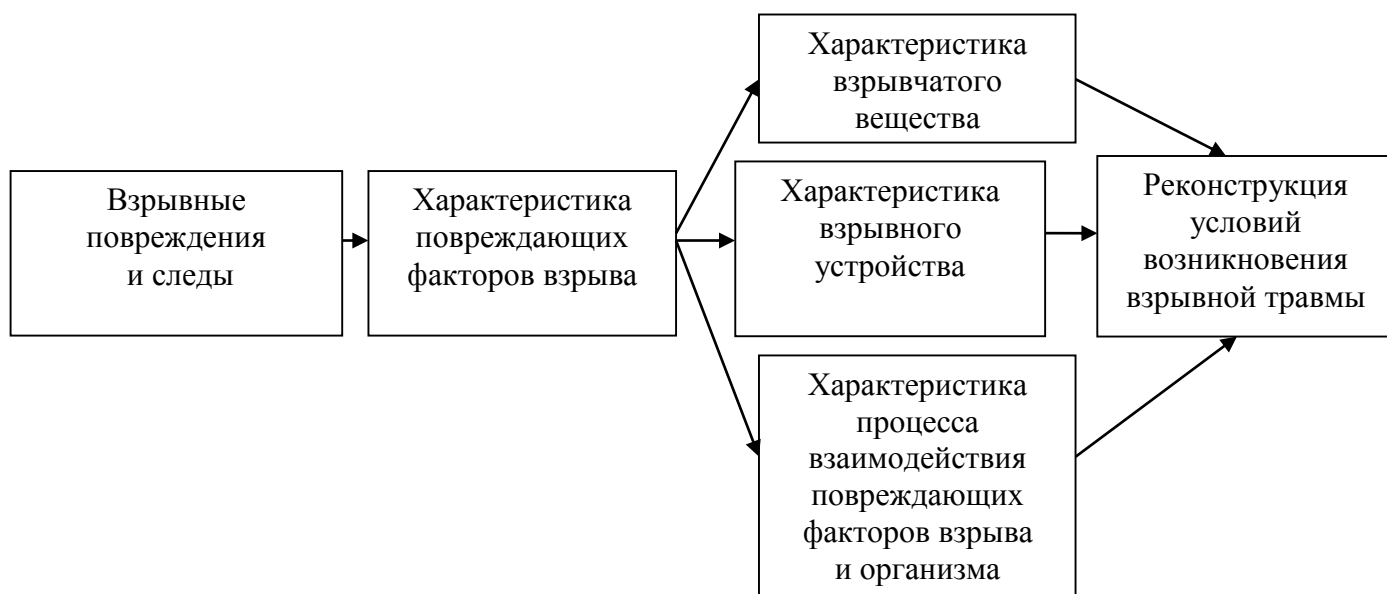 Взрывные
повреждения
и следы
Характеристика
повреждающих
факторов взрыва
Характеристика
взрывчатого
вещества
Характеристика
взрывного
устройства
Характеристика
процесса
взаимодействия
повреждающих
факторов взрыва
и организма
Реконструкция
условий
возникновения
взрывной травмы